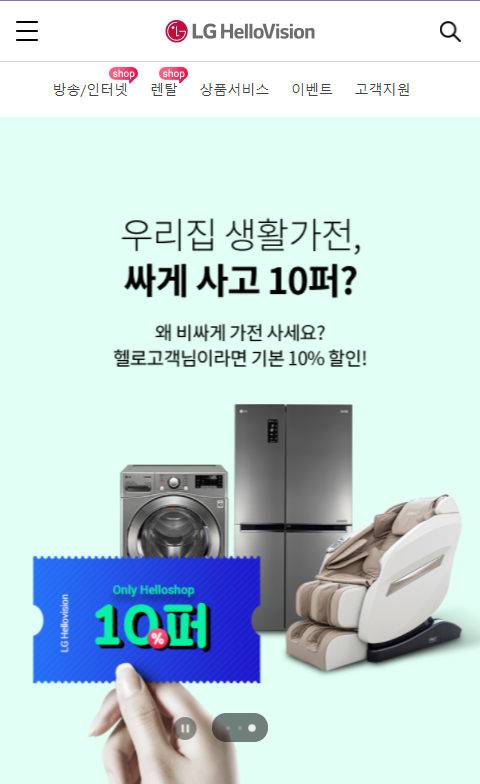 LG HelloVision
shop
shop
방송/인터넷 렌탈 상품서비스 이벤트 고객지원
우리집 생활가전,
싸게 사고 10퍼?
왜 비싸게 가전 사세요?
헬로고객님이라면 기본 10% 할인!
Only Helloshop
LG Hellovision
10퍼
%